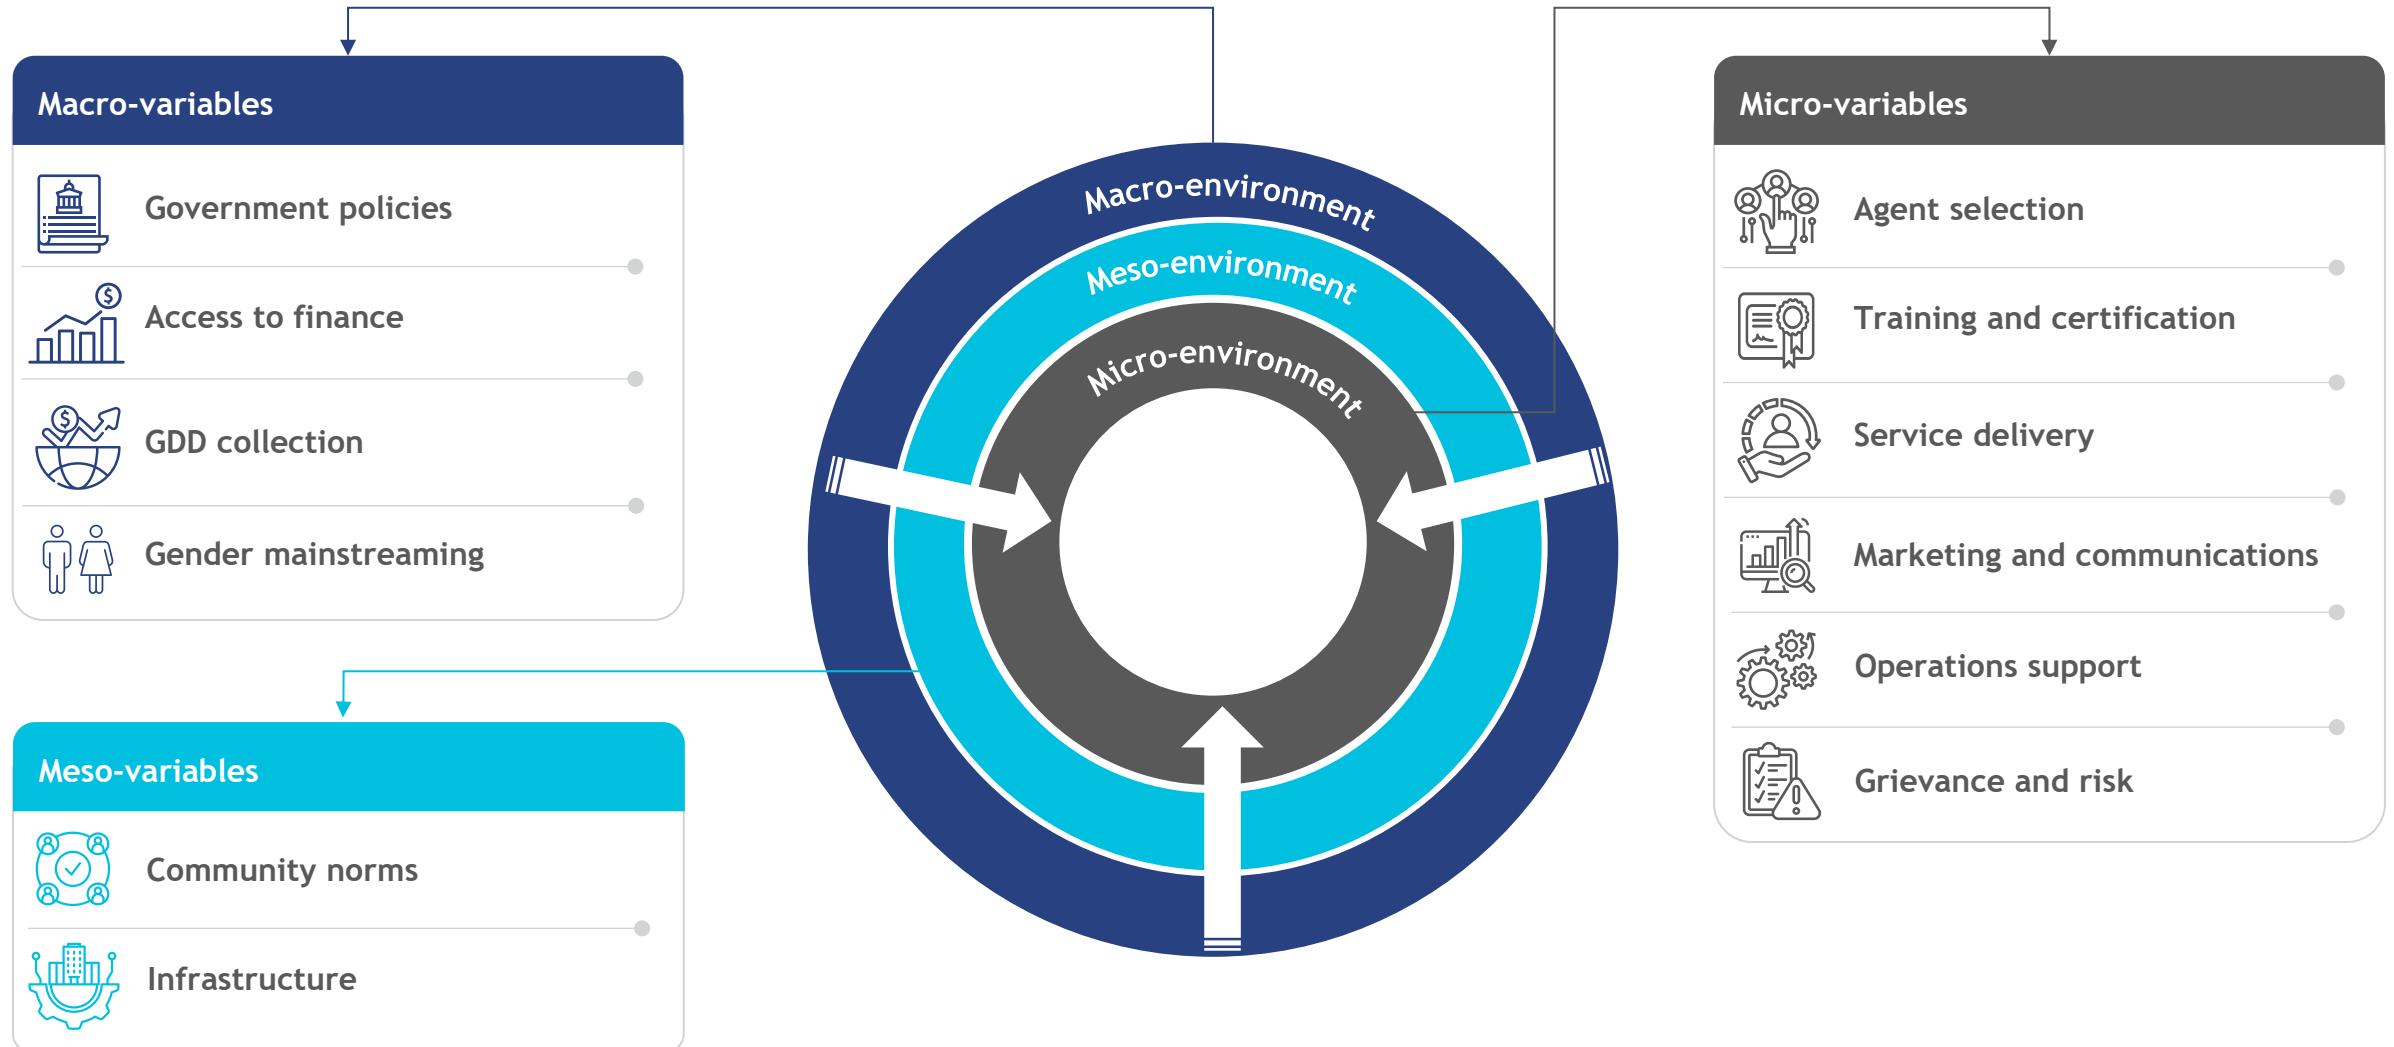 Macro-variables
Government policies
Access to finance
GDD collection
Gender mainstreaming
Meso-variables
Community norms
Infrastructure
Macro-environment
Meso-environment
Micro-environment
Micro-variables
Agent selection
Training and certification
Service delivery
Marketing and communications
Operations support
Grievance and risk